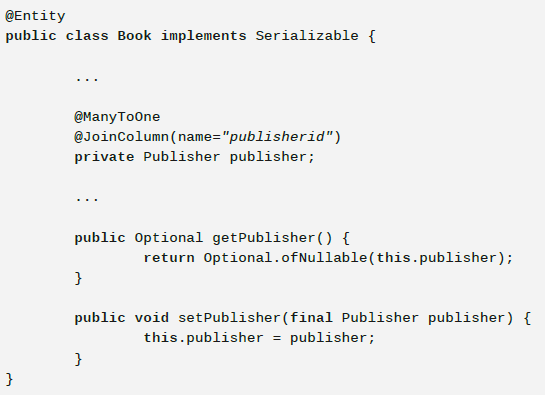 @Entity
public class Book implements Serializable {
...
@ManyToOne
@JoinColumn(name="publisherid")
private Publisher publisher;
...
public Optional getPublisher() {
return Optional.ofNullable(this.publisher);
}
public void setPublisher(final Publisher publisher) {
this.publisher = publisher;
}
}